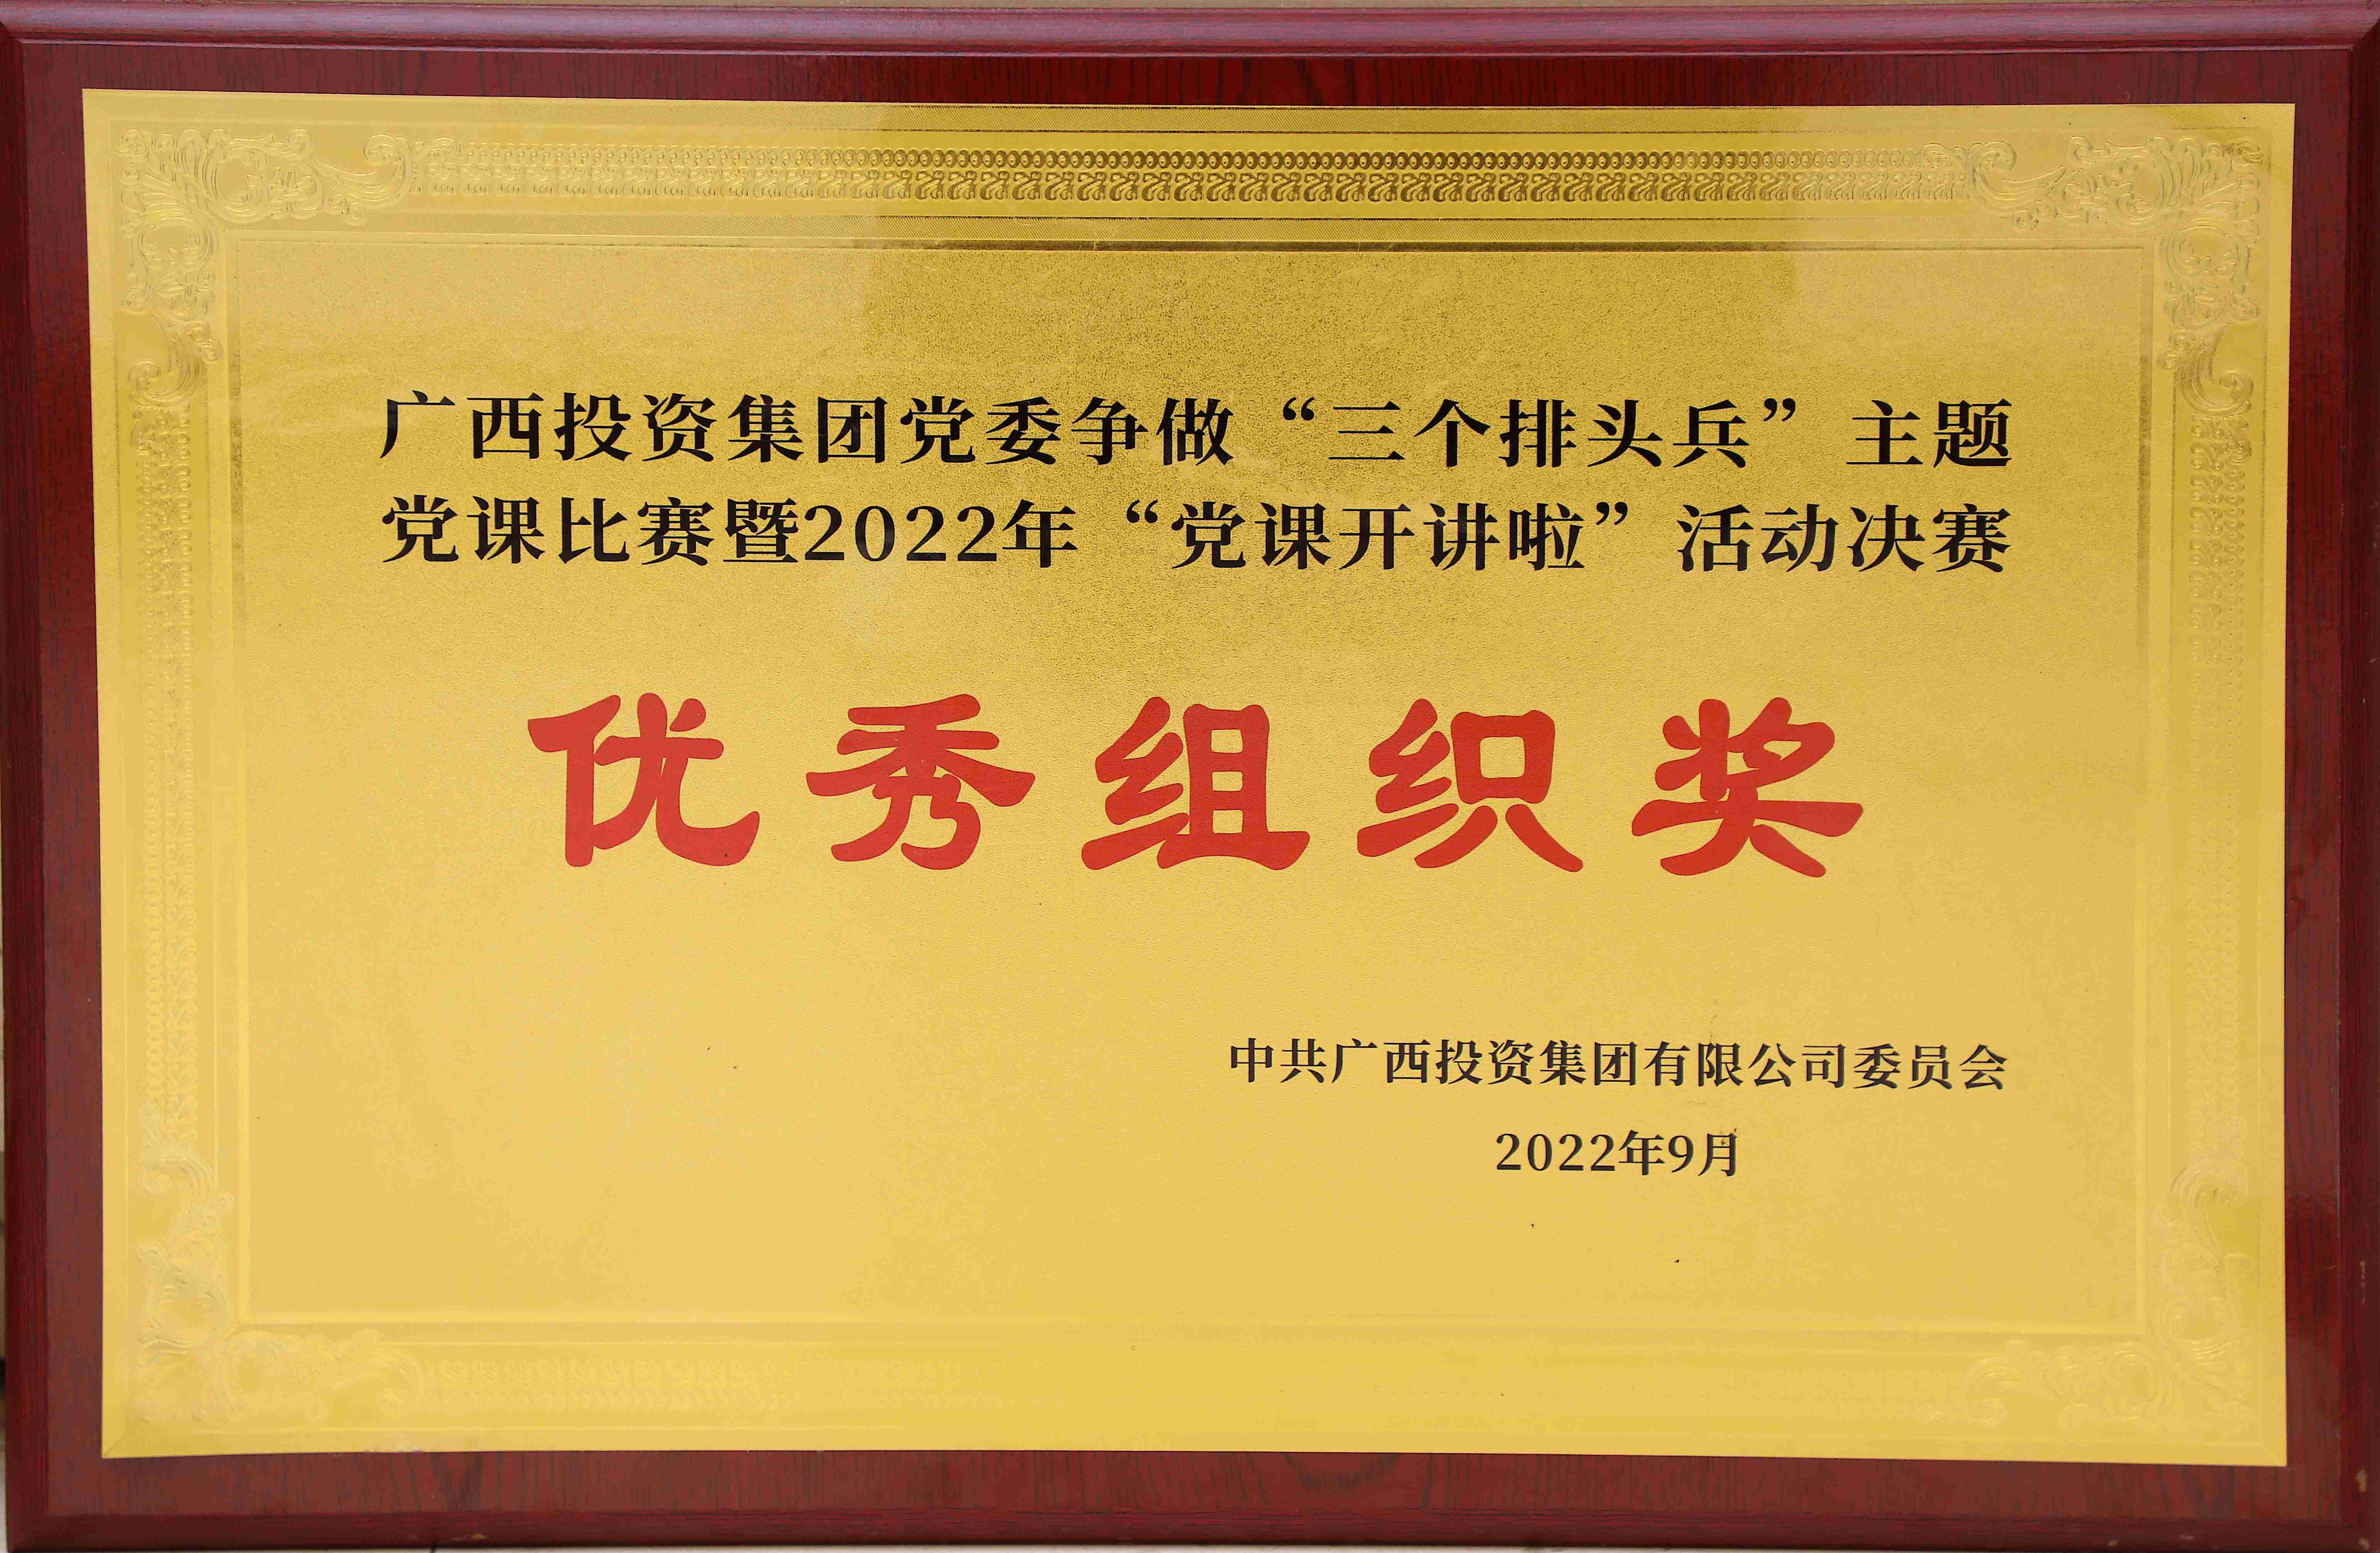 广西投资集团党委争做“三个排头兵”主题
党课比赛暨2022年“党课开讲啦”活动决赛
优秀组织奖
中共广西投资集团有限公司委员会
2022年9月